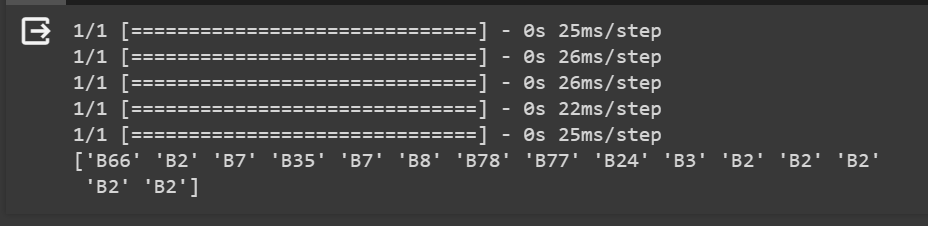 1/1 [==============================] - 0s 25ms/step
1/1 [==============================] - 0s 26ms/step
1/1 [==============================] - 0s 26ms/step
1/1 [==============================] - 0s 22ms/step
1/1 [==============================] - 0s 25ms/step
['B66' 'B2' 'B7' 'B35' 'B7' 'B8' 'B78' 'B77' 'B24' 'B3' 'B2' 'B2' 'B2'
'B2' 'B2']